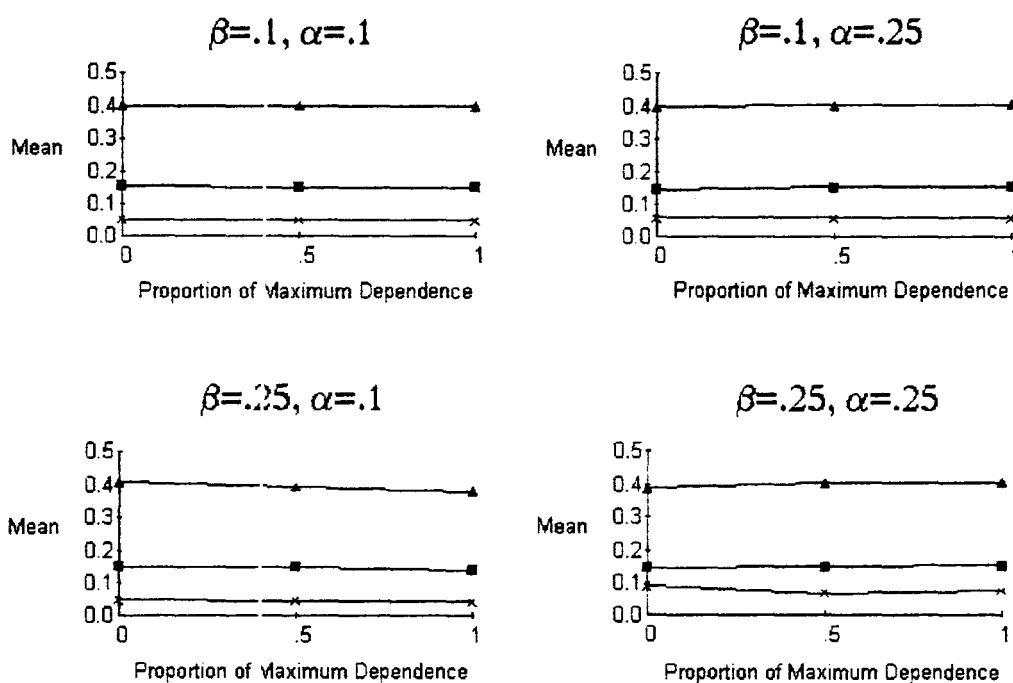 β=.1, α=.1
0.5
0.4
0.3
0.2
0.1
0.0
Mean
0 .5 1
Proportion of Maximum Dependence
β=.1, α=.25
0.5
0.4
0.3
0.2
0.1
0.0
Mean
0 .5 1
Proportion of Maximum Dependence
β=.25, α=.1
0.5
0.4
0.3
0.2
0.1
0.0
Mean
0 .5 1
Proportion of Maximum Dependence
β=.25, α=.25
0.5
0.4
0.3
0.2
0.1
0.0
Mean
0 .5 1
Proportion of Maximum Dependence